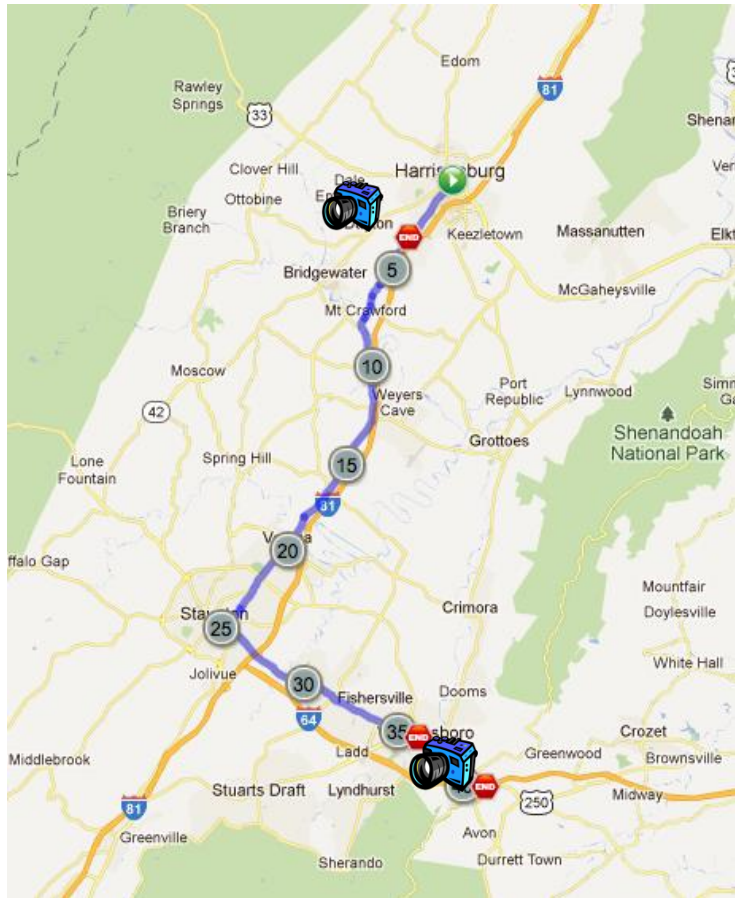 Edom
Rawley
Springs
81
33
Shenan
Clover Hill
Dale
Ottobine
Keezletown
Massanutten
Elkt
Briery
Branch
END
Bridgewater
5
McGaheysville
Mt Crawford
10
Moscow
Port
Republic
Lynnwood
Weyers
Cave
42
Grottoes
Shenandoah
National Park
Lone
Fountain
Spring Hill
15
81
20
ffalo Gap
Mountfair
Doylesville
Crimora
25
White Hall
Jolivue
30
Fishersville
Dooms
64
35
END
Crozet
Ladd
Greenwood
Brownsville
Middlebrook
Stuarts Draft
Lyndhurst
END
250
Midway
81
Greenville
Avon
Sherando
Durrett Town